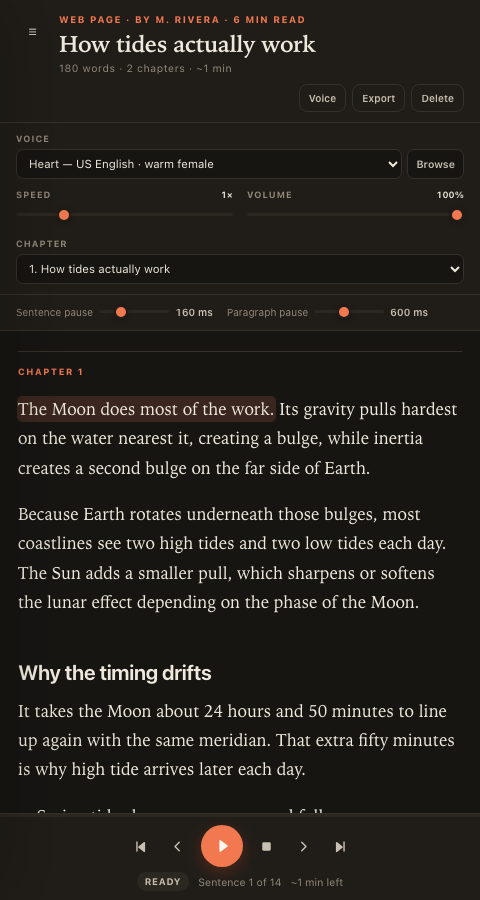 WEB PAGE · BY M. RIVERA · 6 MIN READ
How tides actually work
180 words · 2 chapters · ~1 min
Voice Export Delete
VOICE
Heart — US English · warm female
Browse
SPEED 1× VOLUME 100%
CHAPTER
1. How tides actually work
Sentence pause 160 ms Paragraph pause 600 ms
CHAPTER 1
The Moon does most of the work. Its gravity pulls hardest
on the water nearest it, creating a bulge, while inertia
creates a second bulge on the far side of Earth.
Because Earth rotates underneath those bulges, most
coastlines see two high tides and two low tides each day.
The Sun adds a smaller pull, which sharpens or softens
the lunar effect depending on the phase of the Moon.
Why the timing drifts
It takes the Moon about 24 hours and 50 minutes to line
up again with the same meridian. That extra fifty minutes
is why high tide arrives later each day.
READY Sentence 1 of 14 ~1 min left